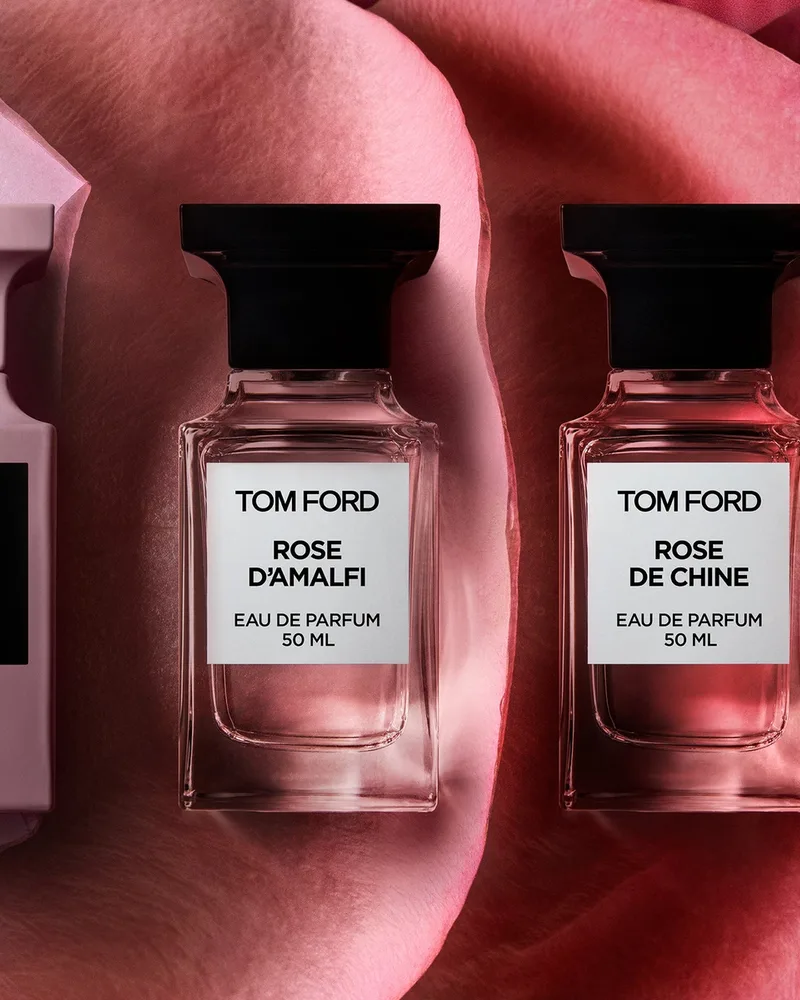 TOM FORD
ROSE
D'AMALFI
EAU DE PARFUM
50 ML
TOM FORD
ROSE
DE CHINE
EAU DE PARFUM
50 ML